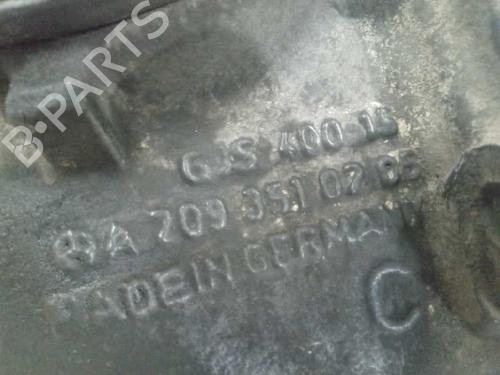 GJS 400-15
A 709 351 07 05
MADE IN GERMANY
C
B-PARTS